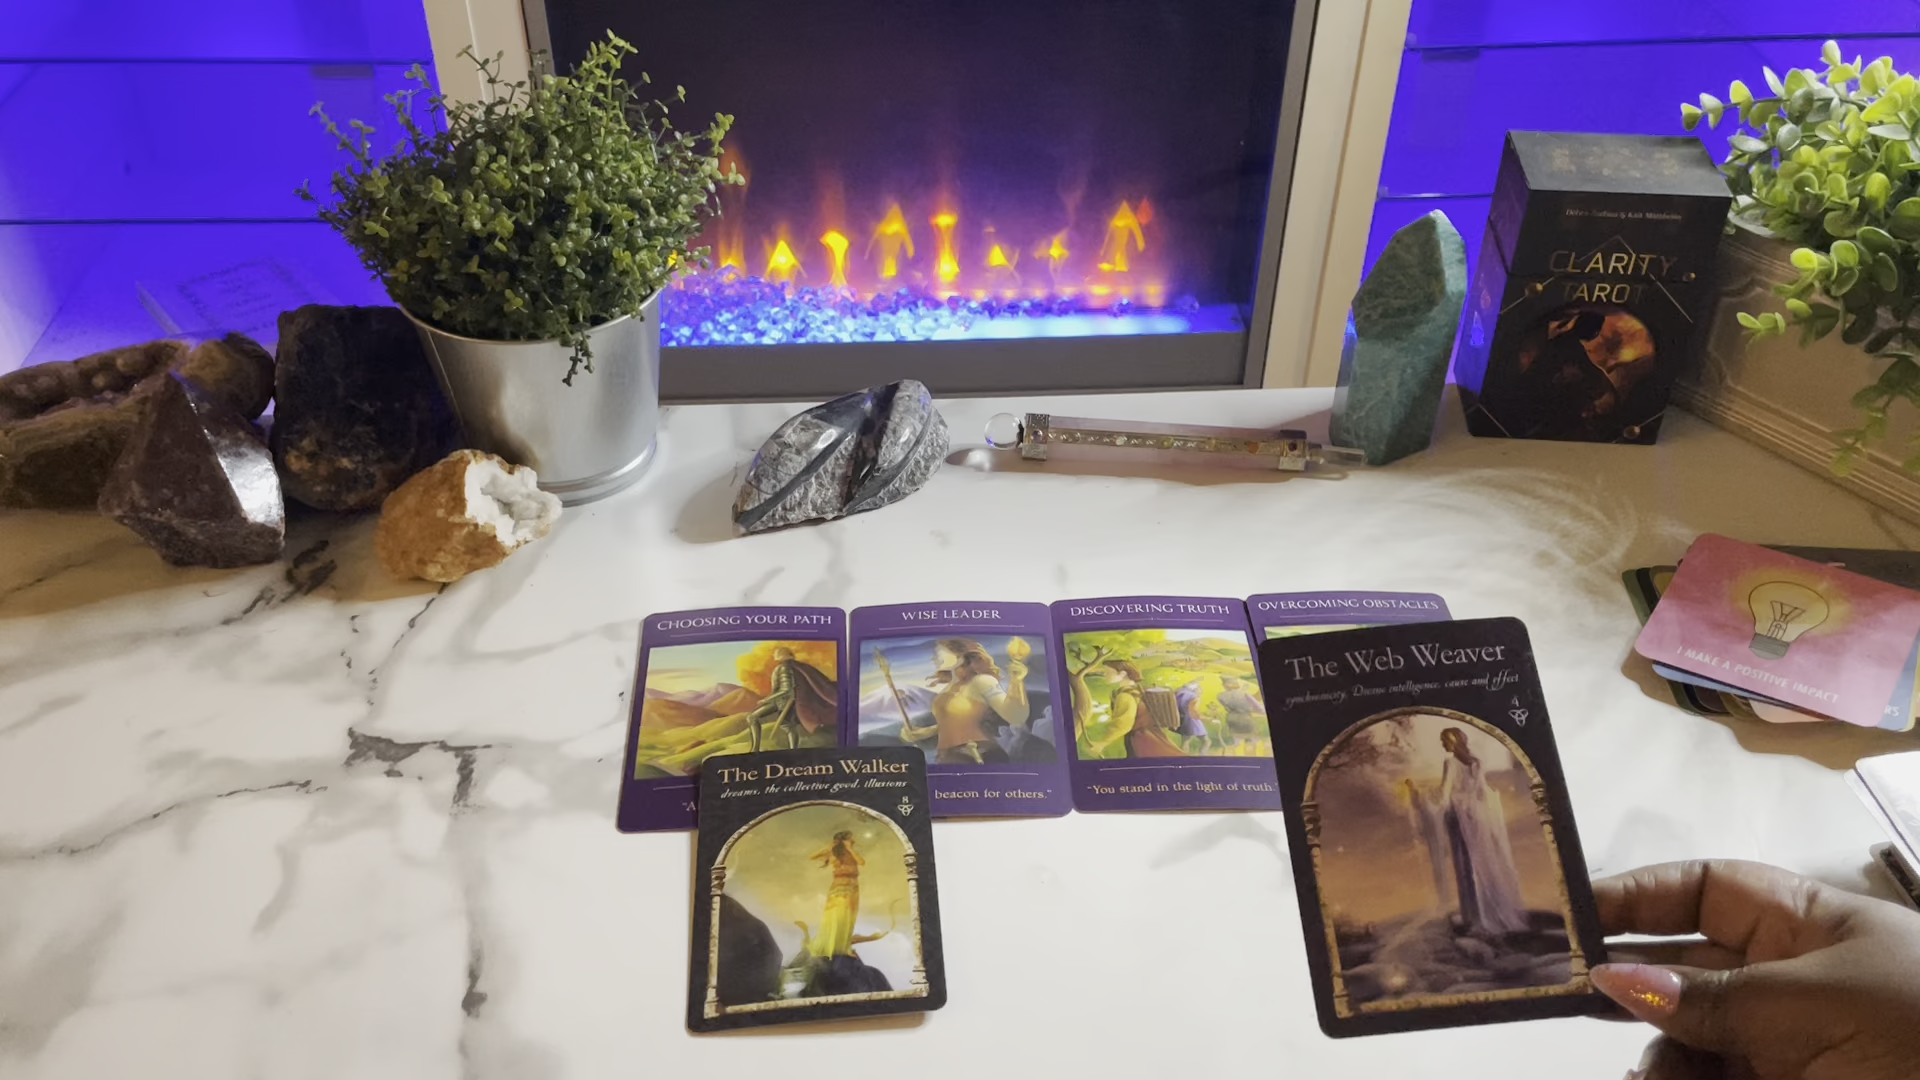 CLARITY
TAROT
CHOOSING YOUR PATH
WISE LEADER
DISCOVERING TRUTH
OVERCOMING OBSTACLES
beacon for others."
"You stand in the light of truth."
The Dream Walker
dreams, the collective good, illusions
8
The Web Weaver
synchronicity, Divine intelligence, cause and effect
4
I MAKE A POSITIVE IMPACT